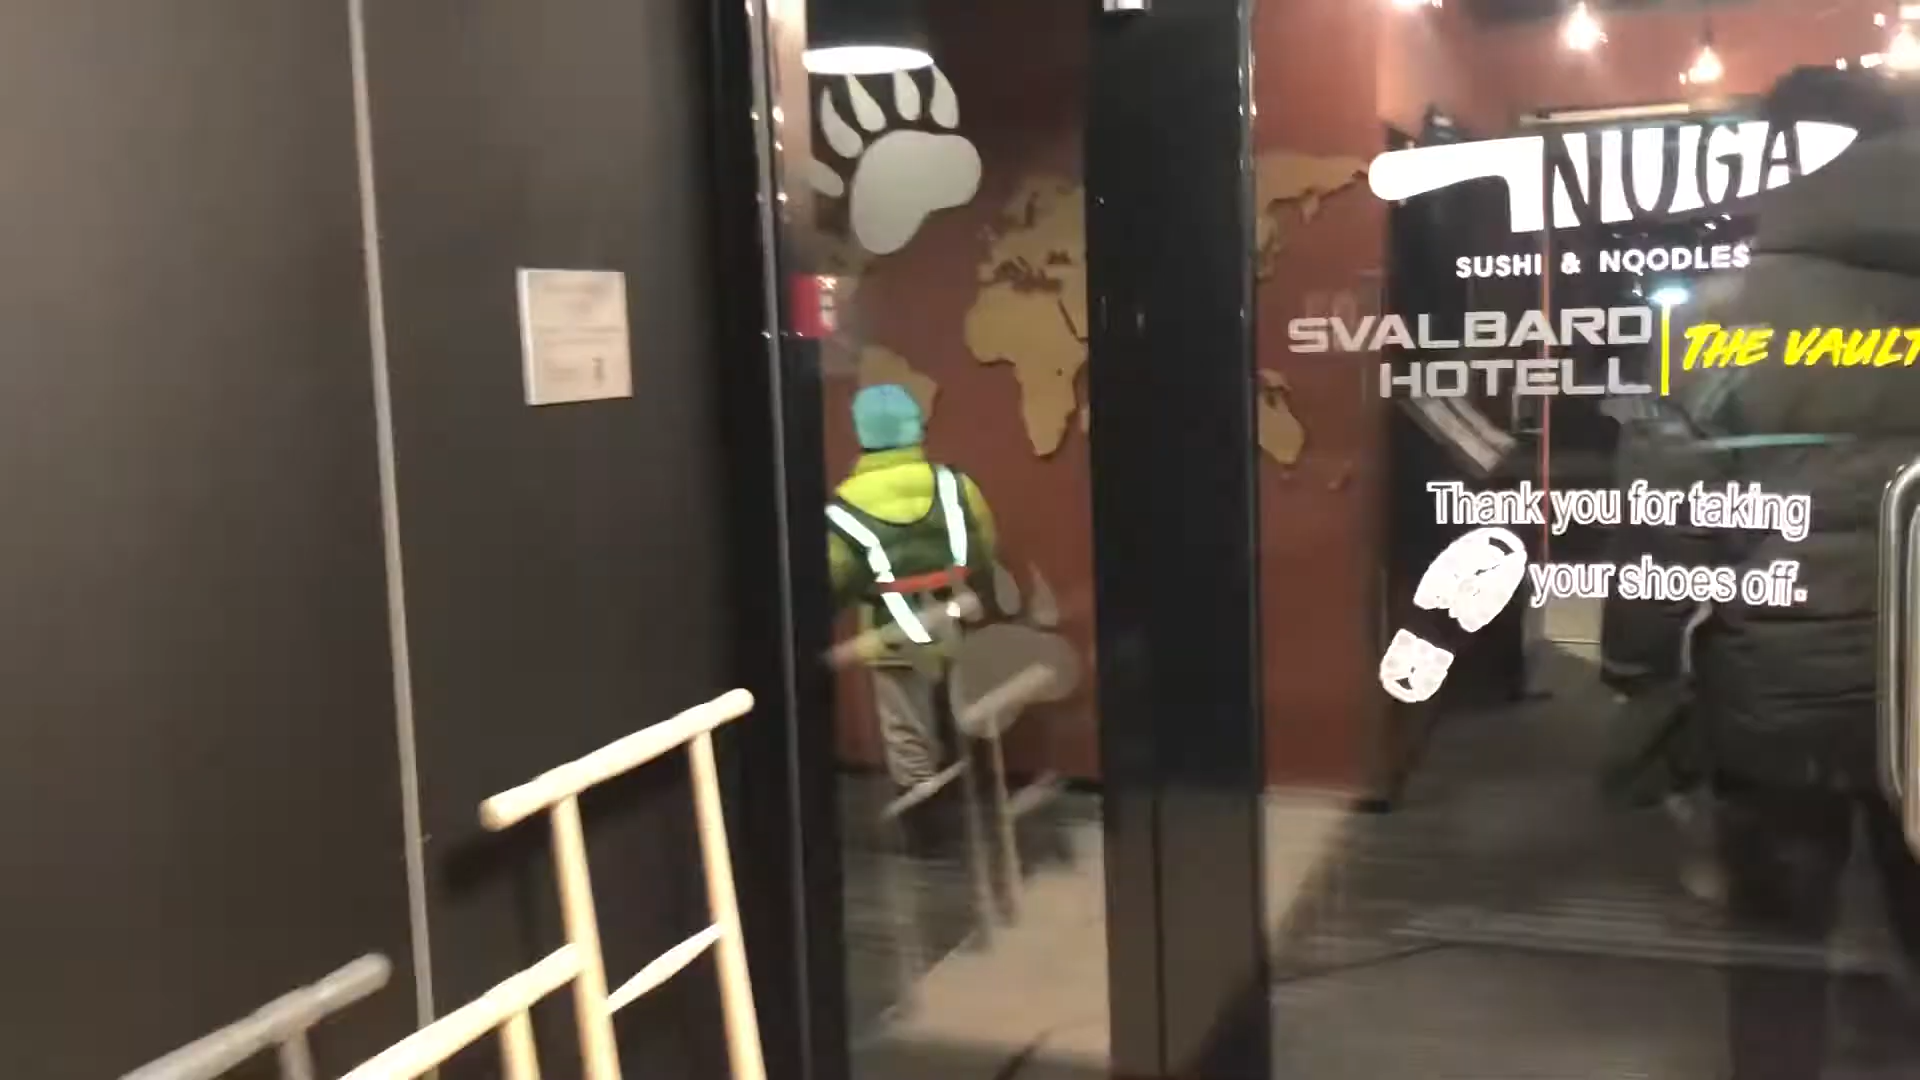 NUGA
SUSHI & NOODLES
SVALBARD
HOTELL
THE VAULT
Thank you for taking
your shoes off.